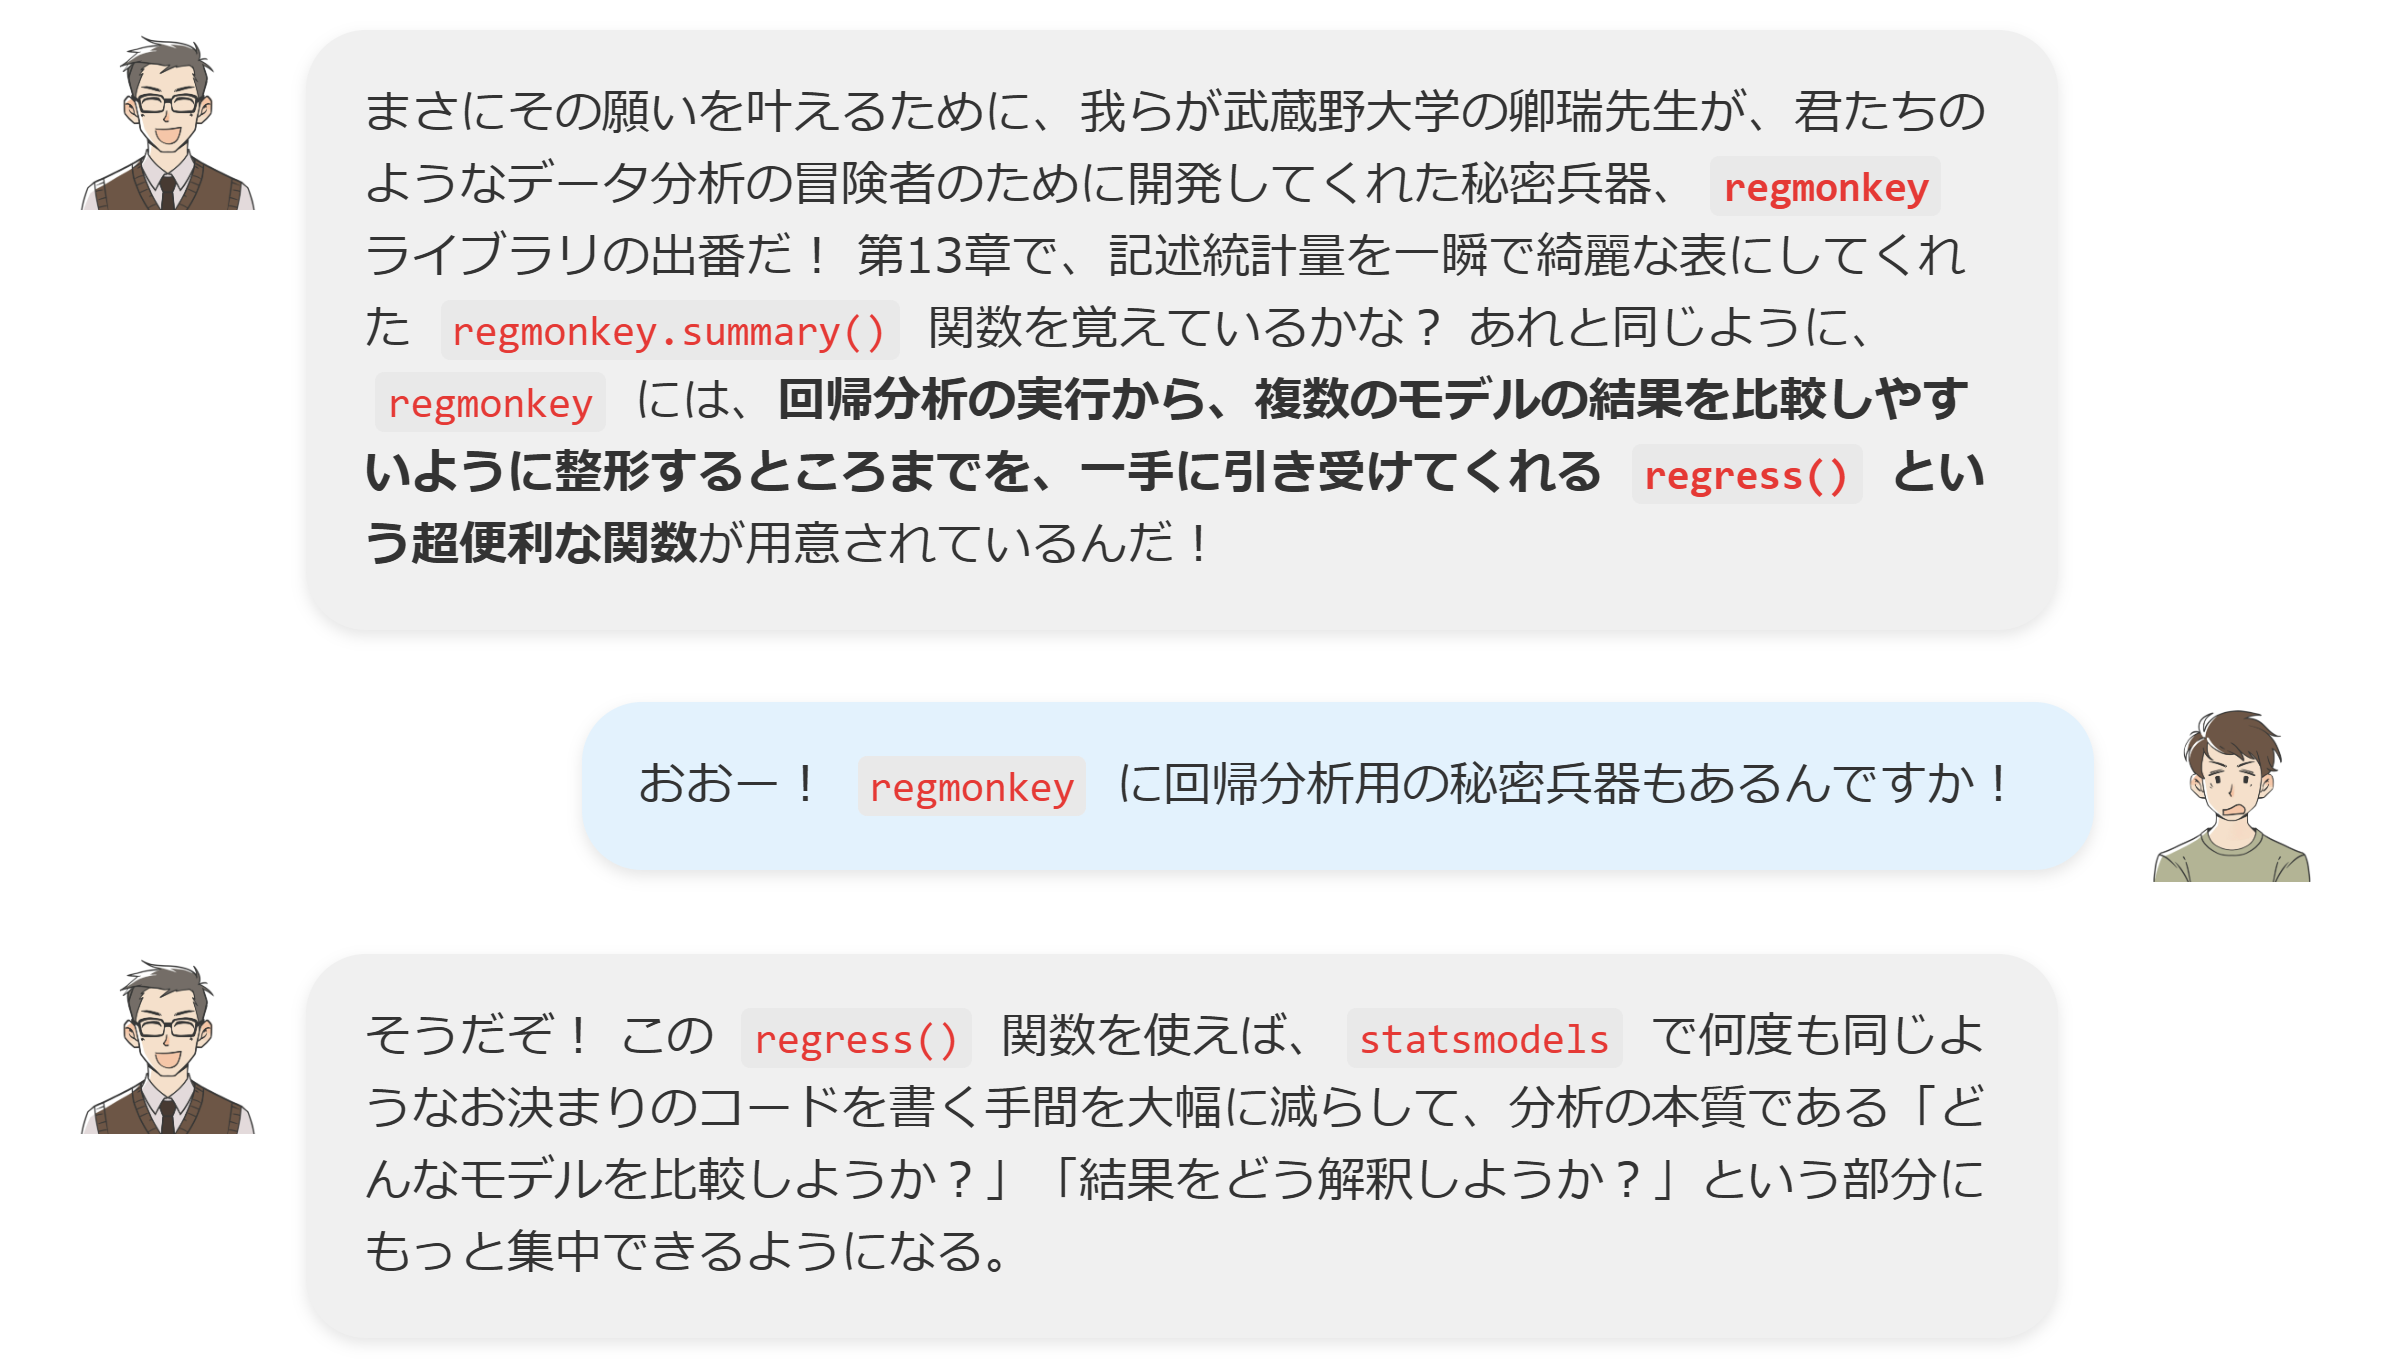 まさにその願いを叶えるために、我らが武蔵野大学の卿瑞先生が、君たちの
ようなデータ分析の冒険者のために開発してくれた秘密兵器、 regmonkey
ライブラリの出番だ！ 第13章で、記述統計量を一瞬で綺麗な表にしてくれ
た regmonkey.summary() 関数を覚えているかな？ あれと同じように、
regmonkey には、回帰分析の実行から、複数のモデルの結果を比較しやす
いように整形するところまでを、一手に引き受けてくれる regress() とい
う超便利な関数が用意されているんだ！
おおー！ regmonkey に回帰分析用の秘密兵器もあるんですか！
そうだぞ！ この regress() 関数を使えば、 statsmodels で何度も同じよ
うなお決まりのコードを書く手間を大幅に減らして、分析の本質である「ど
んなモデルを比較しようか？」「結果をどう解釈しようか？」という部分に
もっと集中できるようになる。